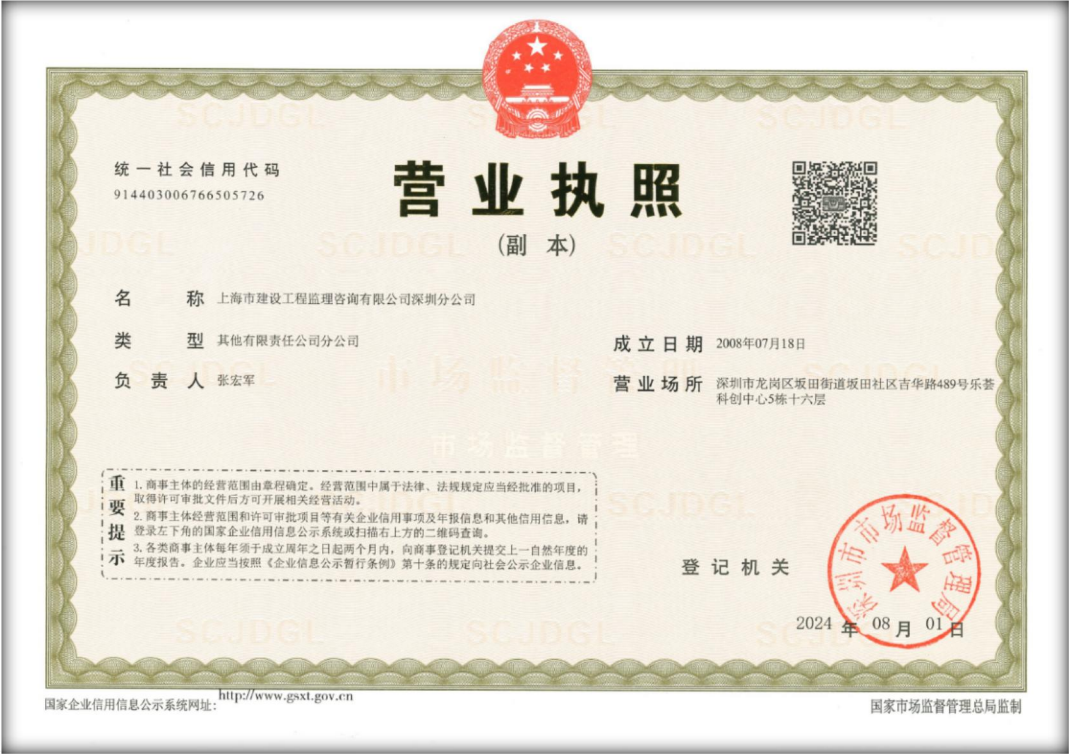 统一社会信用代码
914403006766505726
营业执照
(副 本)
名 称 上海市建设工程监理咨询有限公司深圳分公司
类 型 其他有限责任公司分公司
负 责 人 张宏军
成立日期 2008年07月18日
营业场所 深圳市龙岗区坂田街道坂田社区吉华路489号乐荟
科创中心5栋十六层
市场监督管理
市场监督管理
重要提示
1. 商事主体的经营范围由章程确定。经营范围中属于法律、法规规定应当经批准的项目，
取得许可审批文件后方可开展相关经营活动。
2. 商事主体经营范围和许可审批项目等有关企业信用事项及年报信息和其他信用信息，请
登录左下角的国家企业信用信息公示系统或扫描右上方的二维码查询。
3. 各类商事主体每年须于成立周年之日起两个月内，向商事登记机关提交上一自然年度的
年度报告。企业应当按照《企业信息公示暂行条例》第十条的规定向社会公示企业信息。
登 记 机 关
深圳市市场监督管理局
2024 年 08 月 01 日
SCJDGL
国家企业信用信息公示系统网址：http://www.gsxt.gov.cn
国家市场监督管理总局监制